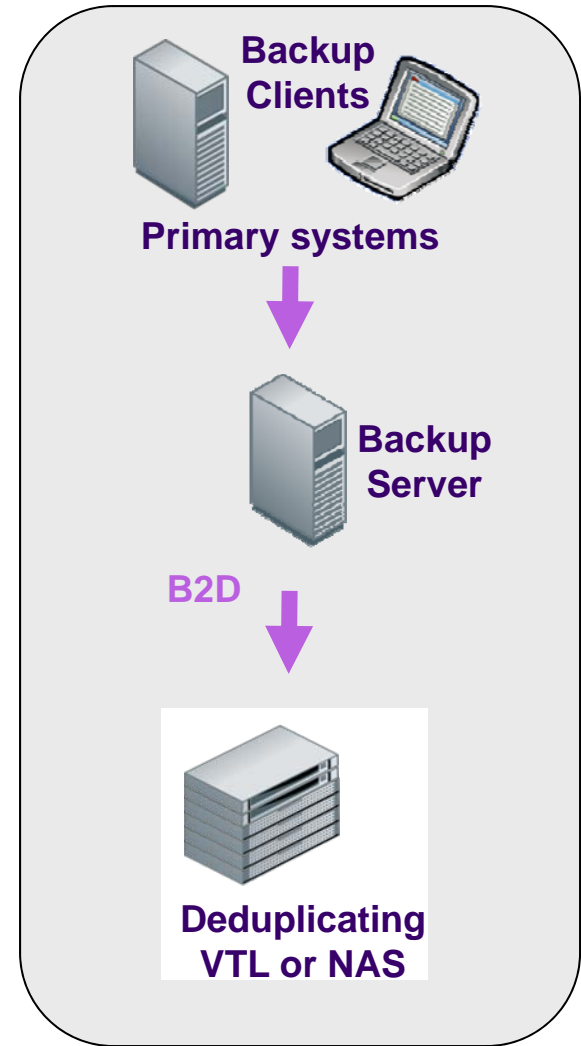 Backup
Clients
Primary systems
Backup
Server
B2D
Deduplicating
VTL or NAS